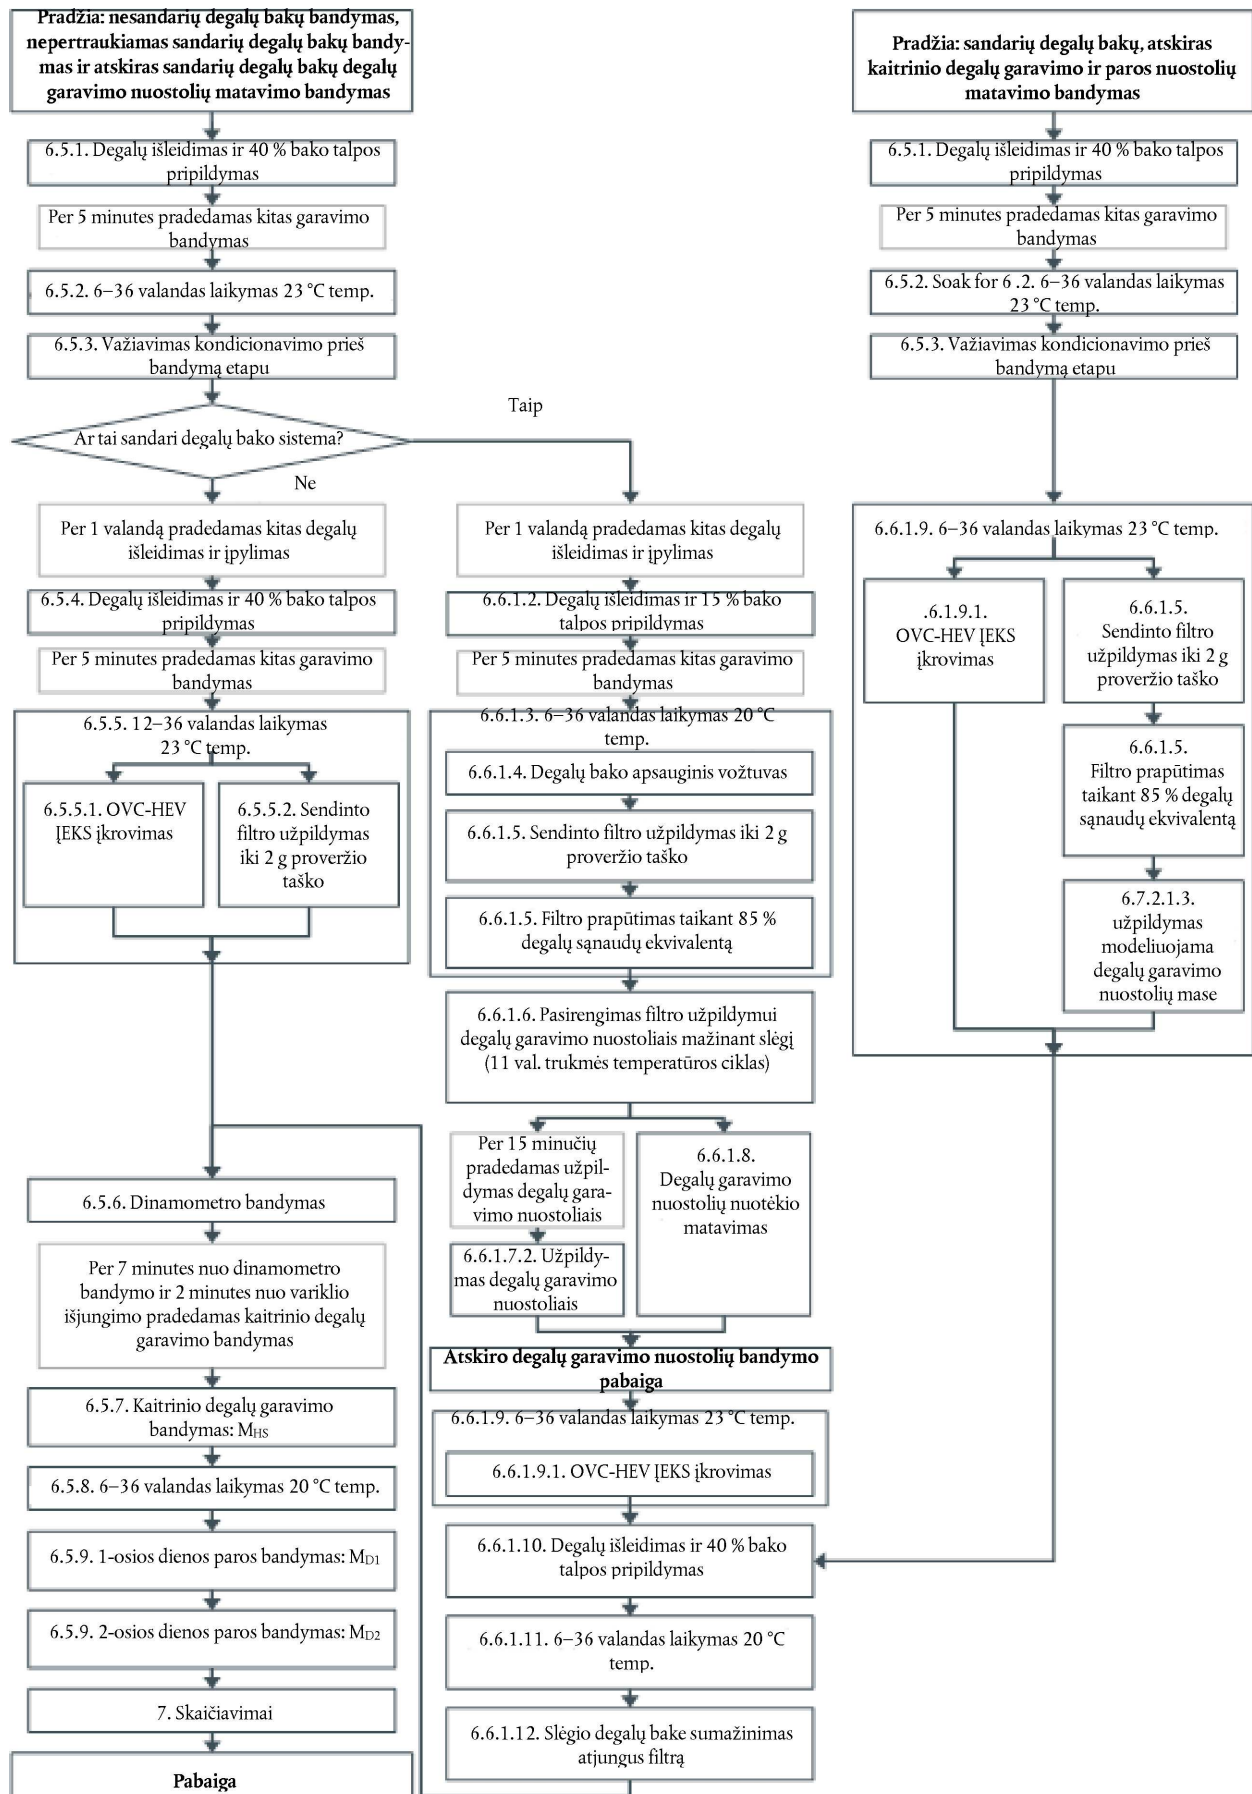 Pradžia: nesandarių degalų bakų bandymas,
nepertraukiamas sandarių degalų bakų bandy-
mas ir atskiras sandarių degalų bakų degalų
garavimo nuostolių matavimo bandymas
6.5.1. Degalų išleidimas ir 40 % bako talpos
pripildymas
Per 5 minutes pradedamas kitas garavimo
bandymas
6.5.2. 6–36 valandas laikymas 23 °C temp.
6.5.3. Važiavimas kondicionavimo prieš
bandymą etapu
Ar tai sandari degalų bako sistema?
Taip
Ne
Per 1 valandą pradedamas kitas degalų
išleidimas ir įpylimas
6.5.4. Degalų išleidimas ir 40 % bako talpos
pripildymas
Per 5 minutes pradedamas kitas garavimo
bandymas
6.5.5. 12–36 valandas laikymas
23 °C temp.
6.5.5.1. OVC-HEV
ĮEKS įkrovimas
6.5.5.2. Sendinto
filtro užpildymas
iki 2 g proveržio
taško
6.5.6. Dinamometro bandymas
Per 7 minutes nuo dinamometro
bandymo ir 2 minutes nuo variklio
išjungimo pradedamas kaitrinio degalų
garavimo bandymas
6.5.7. Kaitrinio degalų garavimo
bandymas: MHS
6.5.8. 6–36 valandas laikymas 20 °C temp.
6.5.9. 1-osios dienos paros bandymas: MD1
6.5.9. 2-osios dienos paros bandymas: MD2
7. Skaičiavimai
Pabaiga
Per 1 valandą pradedamas kitas degalų
išleidimas ir įpylimas
6.6.1.2. Degalų išleidimas ir 15 % bako
talpos pripildymas
Per 5 minutes pradedamas kitas garavimo
bandymas
6.6.1.3. 6–36 valandas laikymas 20 °C
temp.
6.6.1.4. Degalų bako apsauginis vožtuvas
6.6.1.5. Sendinto filtro užpildymas iki 2 g
proveržio taško
6.6.1.5. Filtro prapūtimas taikant 85 %
degalų sąnaudų ekvivalentą
6.6.1.6. Pasirengimas filtro užpildymui
degalų garavimo nuostoliais mažinant slėgį
(11 val. trukmės temperatūros ciklas)
Per 15 minučių
pradedamas užpil-
dymas degalų gara-
vimo nuostoliais
6.6.1.7.2. Užpildy-
mas degalų garavimo
nuostoliais
6.6.1.8.
Degalų garavimo
nuostolių nuotėkio
matavimas
Atskiro degalų garavimo nuostolių bandymo
pabaiga
6.6.1.9. 6–36 valandas laikymas 23 °C temp.
6.6.1.9.1. OVC-HEV ĮEKS įkrovimas
6.6.1.10. Degalų išleidimas ir 40 % bako
talpos pripildymas
6.6.1.11. 6–36 valandas laikymas 20 °C
temp.
6.6.1.12. Slėgio degalų bake sumažinimas
atjungus filtrą
Pradžia: sandarių degalų bakų, atskiras
kaitrinio degalų garavimo ir paros nuostolių
matavimo bandymas
6.5.1. Degalų išleidimas ir 40 % bako talpos
pripildymas
Per 5 minutes pradedamas kitas garavimo
bandymas
6.5.2. Soak for 6 .2. 6–36 valandas laikymas
23 °C temp.
6.5.3. Važiavimas kondicionavimo prieš
bandymą etapu
6.6.1.9. 6–36 valandas laikymas 23 °C temp.
.6.1.9.1.
OVC-HEV ĮEKS
įkrovimas
6.6.1.5.
Sendinto filtro
užpildymas iki 2 g
proveržio taško
6.6.1.5.
Filtro prapūtimas
taikant 85 % degalų
sąnaudų ekvivalentą
6.7.2.1.3.
užpildymas
modeliuojama
degalų garavimo
nuostolių mase